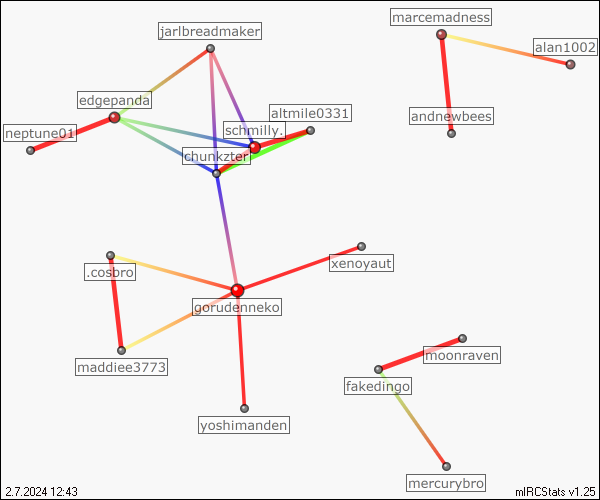 marcemadness
jarlbreadmaker
alan1002
edgepanda
altmile0331
andnewbees
neptune01
schmilly.
chunkzter
xenoyaut
.cosbro
gorudenneko
moonraven
maddiee3773
fakedingo
yoshimanden
mercurybro
2.7.2024 12:43
mIRCStats v1.25